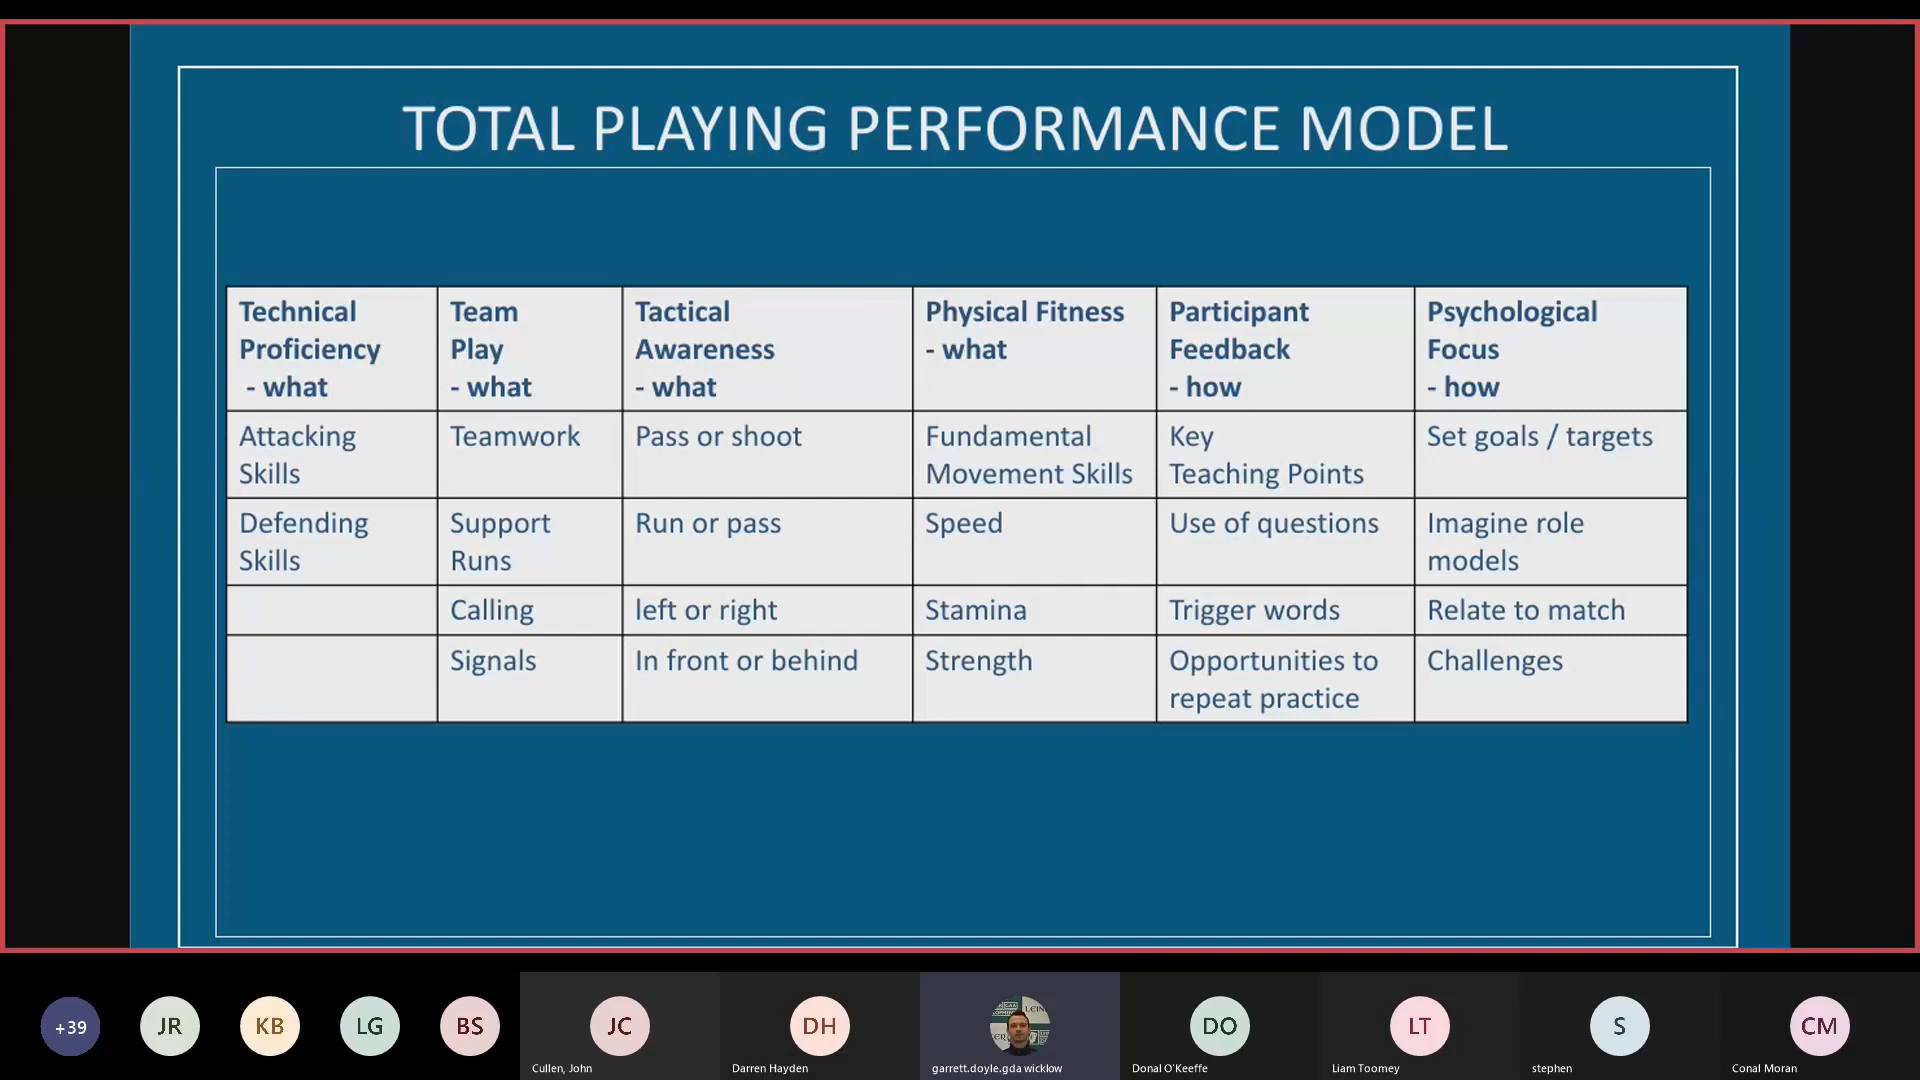 TOTAL PLAYING PERFORMANCE MODEL
Technical
Proficiency
- what
Team
Play
- what
Tactical
Awareness
- what
Physical Fitness
- what
Participant
Feedback
- how
Psychological
Focus
- how
Attacking
Skills
Teamwork
Pass or shoot
Fundamental
Movement Skills
Key
Teaching Points
Set goals / targets
Defending
Skills
Support
Runs
Run or pass
Speed
Use of questions
Imagine role
models
Calling
left or right
Stamina
Trigger words
Relate to match
Signals
In front or behind
Strength
Opportunities to
repeat practice
Challenges
+39
JR
KB
LG
BS
JC
Cullen, John
DH
Darren Hayden
garrett.doyle.gda wicklow
DO
Donal O'Keeffe
LT
Liam Toomey
S
stephen
CM
Conal Moran